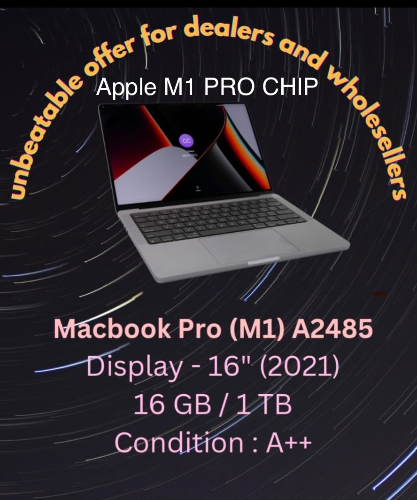 unbeatable offer for dealers and wholesellers
Apple M1 PRO CHIP
Macbook Pro (M1) A2485
Display - 16" (2021)
16 GB / 1 TB
Condition : A++